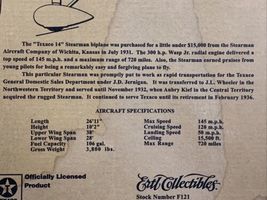 The "Texaco 14" Stearman biplane was purchased for a little under $15,000 from the Stearman
Aircraft Company of Wichita, Kansas in July 1931. The 300 h.p. Wasp Jr. radial engine delivered a
top speed of 145 m.p.h. and a maximum range of 720 miles. Also, the Stearman earned praises from
young pilots for being a remarkably easy and forgiving plane to fly.
This particular Stearman was promptly put to work as rapid transportation for the Texaco
General Domestic Sales Department under J.D. Jernigan. It was transferred to J.L. Wheeler in the
Northwestern Territory and served until November 1932, when Aubry Kief in the Central Territory
acquired the rugged Stearman. It continued to serve Texaco until its retirement in February 1936.
AIRCRAFT SPECIFICATIONS
Length 24'11" Max Speed 145 m.p.h.
Height 10'2" Cruising Speed 120 m.p.h.
Upper Wing Span 38' Landing Speed 50 m.p.h.
Lower Wing Span 28' Ceiling 15,500 ft.
Fuel Capacity 106 gal. Max Range 720 miles
Gross Weight 3,800 lbs.
Officially Licensed
Product
Ertl Collectibles
Stock Number F121